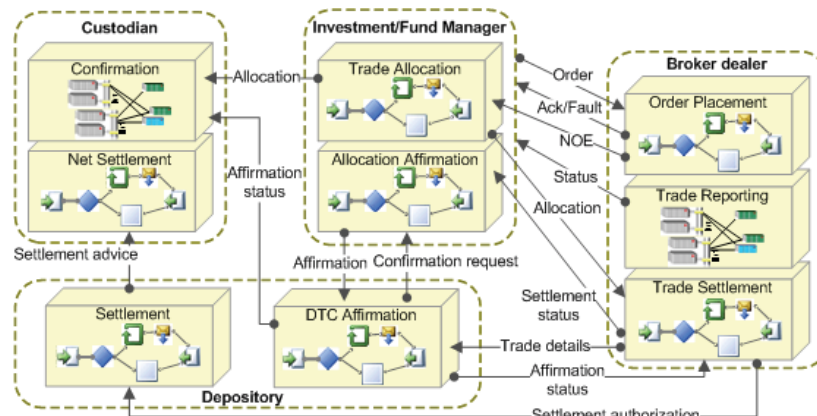 Custodian
Confirmation
Net Settlement
Investment/Fund Manager
Trade Allocation
Allocation Affirmation
Broker dealer
Order Placement
Trade Reporting
Trade Settlement
Allocation
Order
Ack/Fault
NOE
Status
Allocation
Affirmation
status
Settlement advice
Affirmation
Confirmation request
Settlement
status
Settlement
DTC Affirmation
Trade details
Affirmation
status
Depository
Settlement authorization